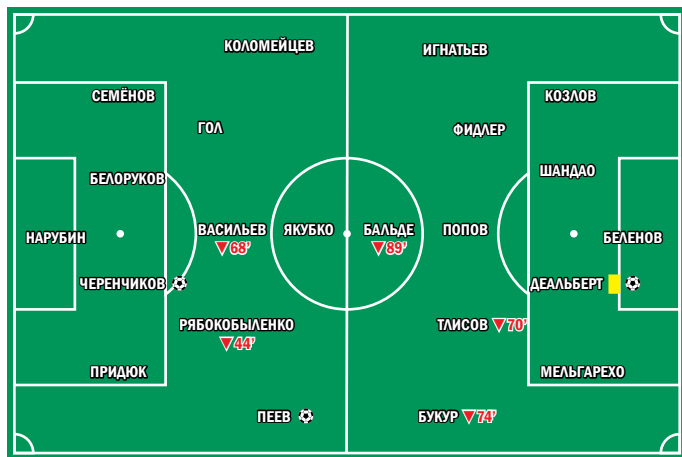 КОЛОМЕЙЦЕВ
ИГНАТЬЕВ
СЕМЁНОВ
КОЗЛОВ
ГОЛ
ФИДЛЕР
БЕЛОРУКОВ
ШАНДАО
НАРУБИН
ВАСИЛЬЕВ
68'
ЯКУБКО
БАЛЬДЕ
89'
ПОПОВ
БЕЛЕНОВ
ЧЕРЕНЧИКОВ
ДЕАЛЬБЕРТ
РЯБОКОБЫЛЕНКО
44'
ТЛИСОВ 70'
ПРИДЮК
МЕЛЬГАРЕХО
ПЕЕВ
БУКУР 74'